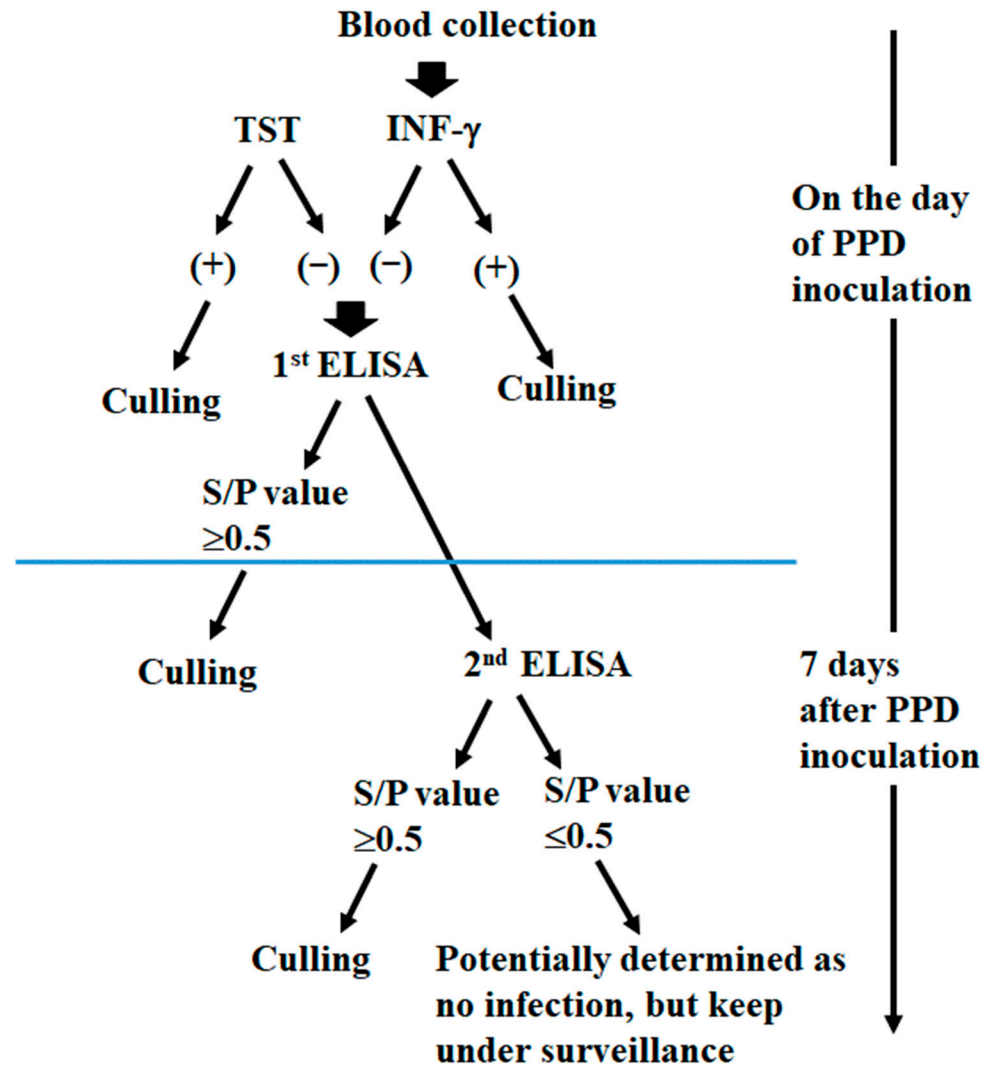 Blood collection
TST
INF-γ
(+)
(−)
(−)
(+)
On the day
of PPD
inoculation
1st ELISA
Culling
Culling
S/P value
≥0.5
Culling
2nd ELISA
7 days
after PPD
inoculation
S/P value
≥0.5
S/P value
≤0.5
Culling
Potentially determined as
no infection, but keep
under surveillance